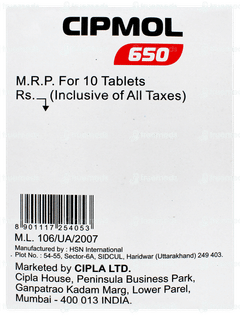 CIPMOL
650
M.R.P. For 10 Tablets
Rs. (Inclusive of All Taxes)
8 901117 254053
M.L. 106/UA/2007
Manufactured by : HSN International
Plot No. : 54-55, Sector-6A, SIDCUL, Haridwar (Uttarakhand) 249 403.
Marketed by CIPLA LTD.
Cipla House, Peninsula Business Park,
Ganpatrao Kadam Marg, Lower Parel,
Mumbai - 400 013 INDIA.